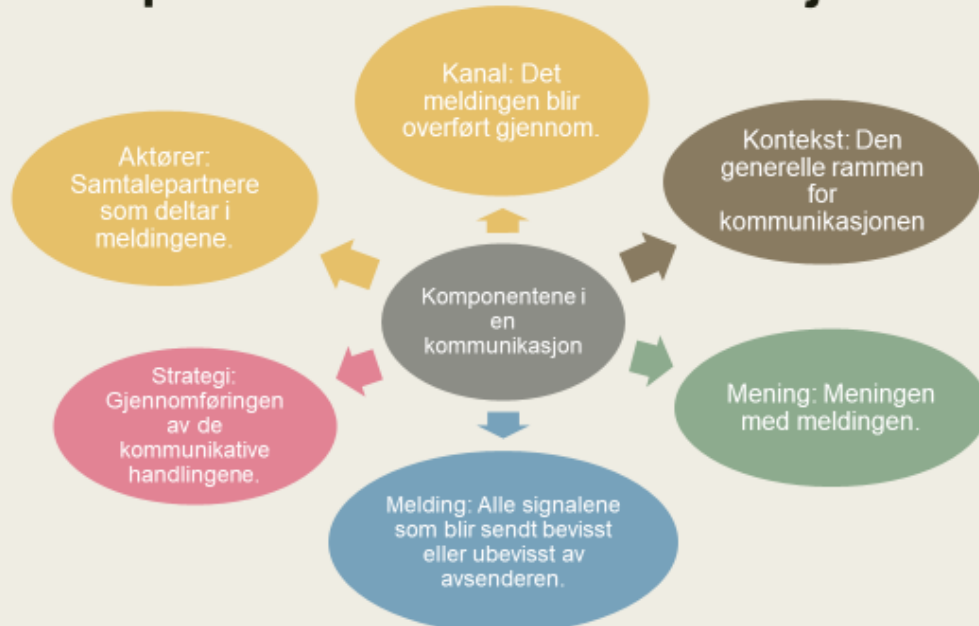 Kanal: Det
meldingen blir
overført gjennom.
Kontekst: Den
generelle rammen
for
kommunikasjonen
Mening: Meningen
med meldingen.
Melding: Alle signalene
som blir sendt bevisst
eller ubevisst av
avsenderen.
Strategi:
Gjennomføringen
av de
kommunikative
handlingene.
Aktører:
Samtalepartnere
som deltar i
meldingene.
Komponentene i
en
kommunikasjon